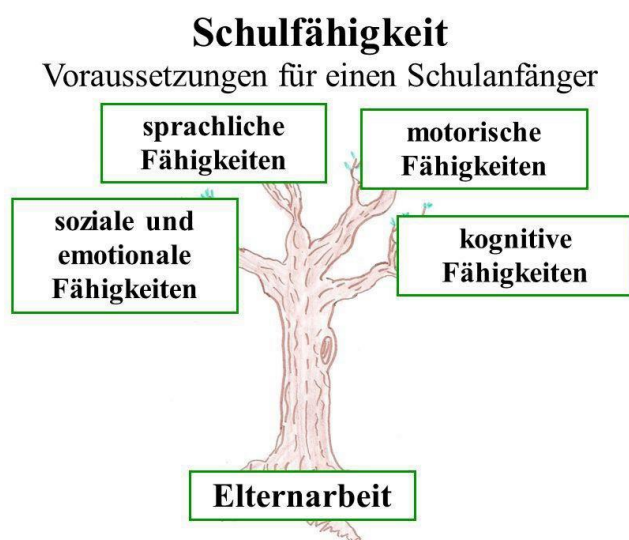 Schulfähigkeit
Voraussetzungen für einen Schulanfänger
sprachliche
Fähigkeiten
motorische
Fähigkeiten
soziale und
emotionale
Fähigkeiten
kognitive
Fähigkeiten
Elternarbeit